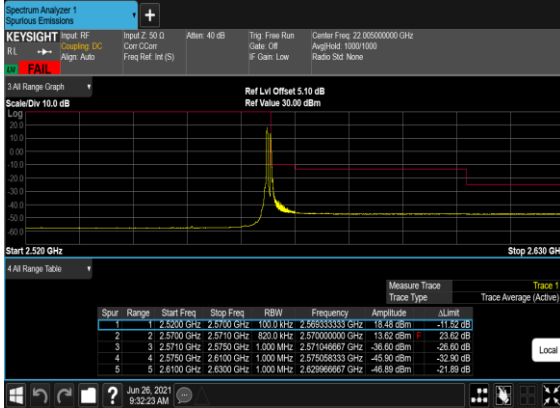 Spectrum Analyzer 1
Spurious Emissions
+
KEYSIGHT Input: RF Input Z: 50 Ω Atten: 40 dB Trig: Free Run Center Freq: 22.005000000 GHz
RL Coupling: DC Corr CCorr Gate: Off Avg|Hold: 1000/1000
Align: Auto Freq Ref: Int (S) IF Gain: Low Radio Std: None
FAIL
3 All Range Graph
Ref Lvl Offset 5.10 dB
Scale/Div 10.0 dB Ref Value 30.00 dBm
Log
20.0
10.0
0.00
-10.0
-20.0
-30.0
-40.0
-50.0
-60.0
Start 2.520 GHz Stop 2.630 GH
4 All Range Table
Measure Trace Trace 1
Trace Type Trace Average (Active)
Spur Range Start Freq Stop Freq RBW Frequency Amplitude ΔLimit
1 1 2.5200 GHz 2.5700 GHz 100.0 kHz 2.569333333 GHz 18.48 dBm -11.52 dB
2 2 2.5700 GHz 2.5710 GHz 820.0 kHz 2.570000000 GHz 13.62 dBm F 23.62 dB
3 3 2.5710 GHz 2.5750 GHz 1.000 MHz 2.571046667 GHz -36.60 dBm -26.60 dB
4 4 2.5750 GHz 2.6100 GHz 1.000 MHz 2.575058333 GHz -45.90 dBm -32.90 dB
5 5 2.6100 GHz 2.6300 GHz 1.000 MHz 2.629966667 GHz -46.89 dBm -21.89 dB
Local
? Jun 26, 2021
9:32:23 AM